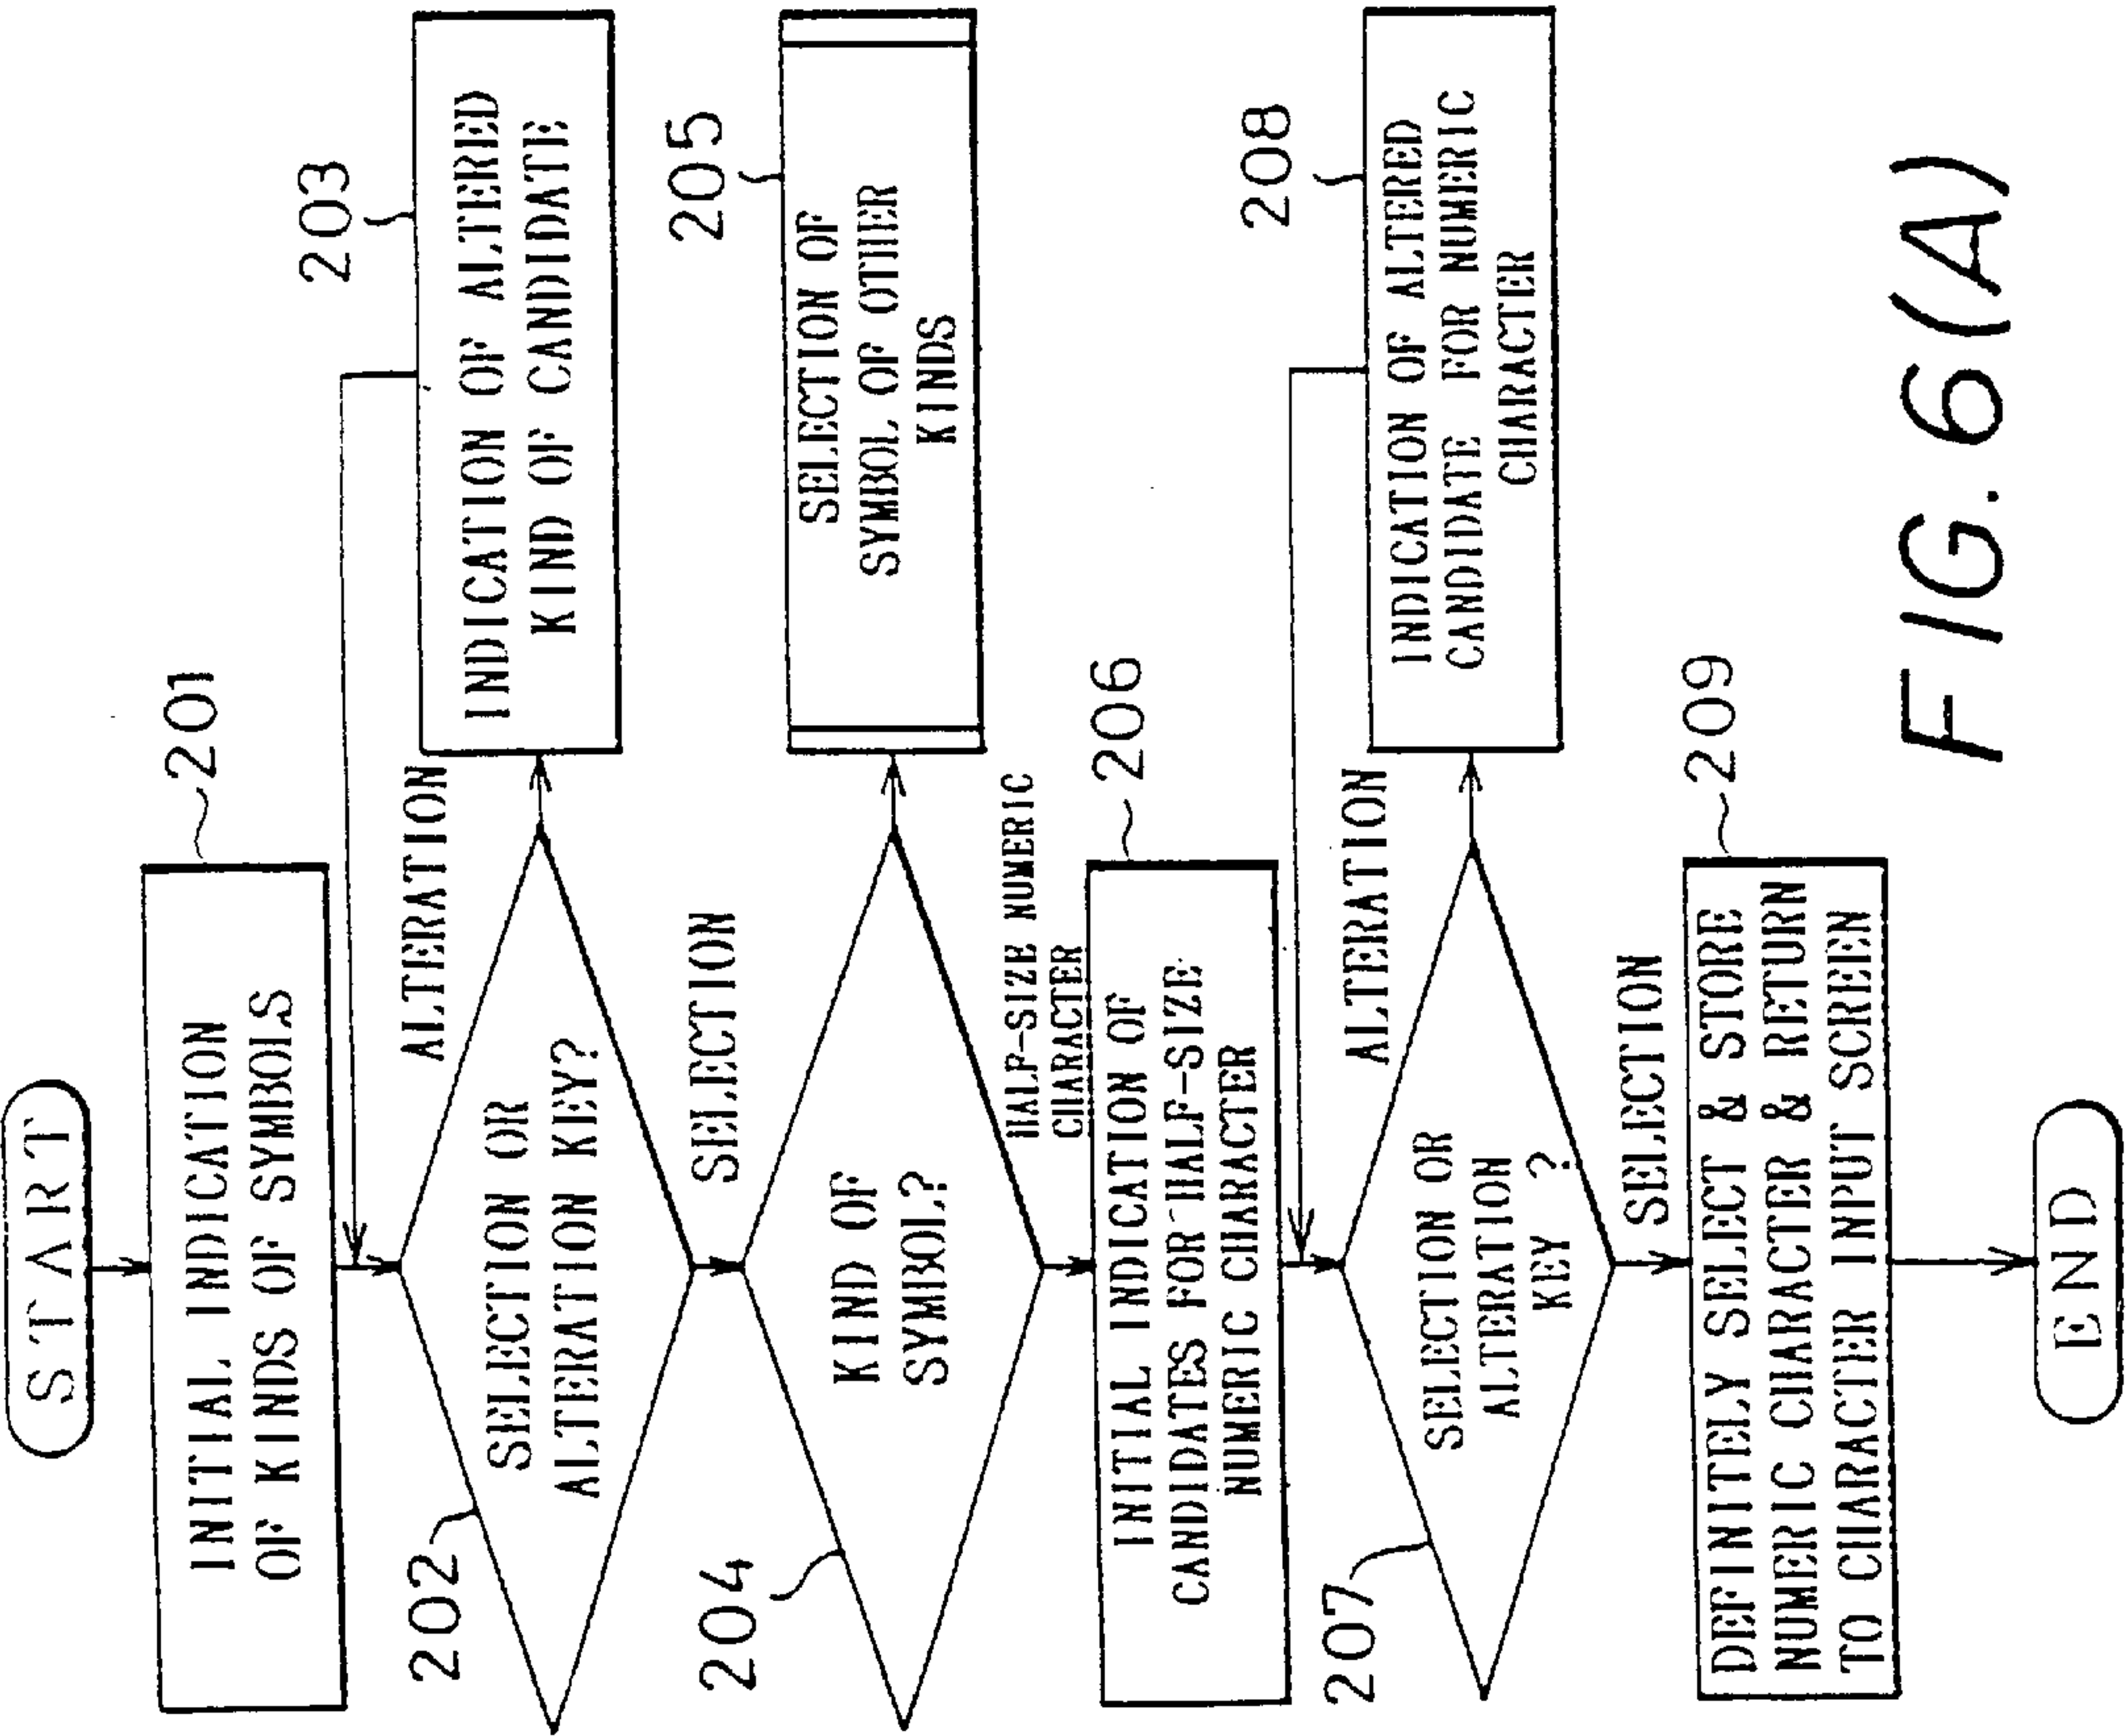 START
201
INITIAL INDICATION
OF KINDS OF SYMBOLS
202
SELECTION OR
ALTERATION KEY?
ALTERATION
203
INDICATION OF ALTERED
KIND OF CANDIDATE
SELECTION
204
KIND OF
SYMBOL?
205
SELECTION OF
SYMBOL OF OTHER
KINDS
HALF-SIZE NUMERIC
CHARACTER
206
INITIAL INDICATION OF
CANDIDATES FOR HALF-SIZE
NUMERIC CHARACTER
207
SELECTION OR
ALTERATION
KEY ?
ALTERATION
208
INDICATION OF ALTERED
CANDIDATE FOR NUMERIC
CHARACTER
SELECTION
209
DEFINITELY SELECT & STORE
NUMERIC CHARACTER & RETURN
TO CHARACTER INPUT SCREEN
END
FIG. 6 (A)